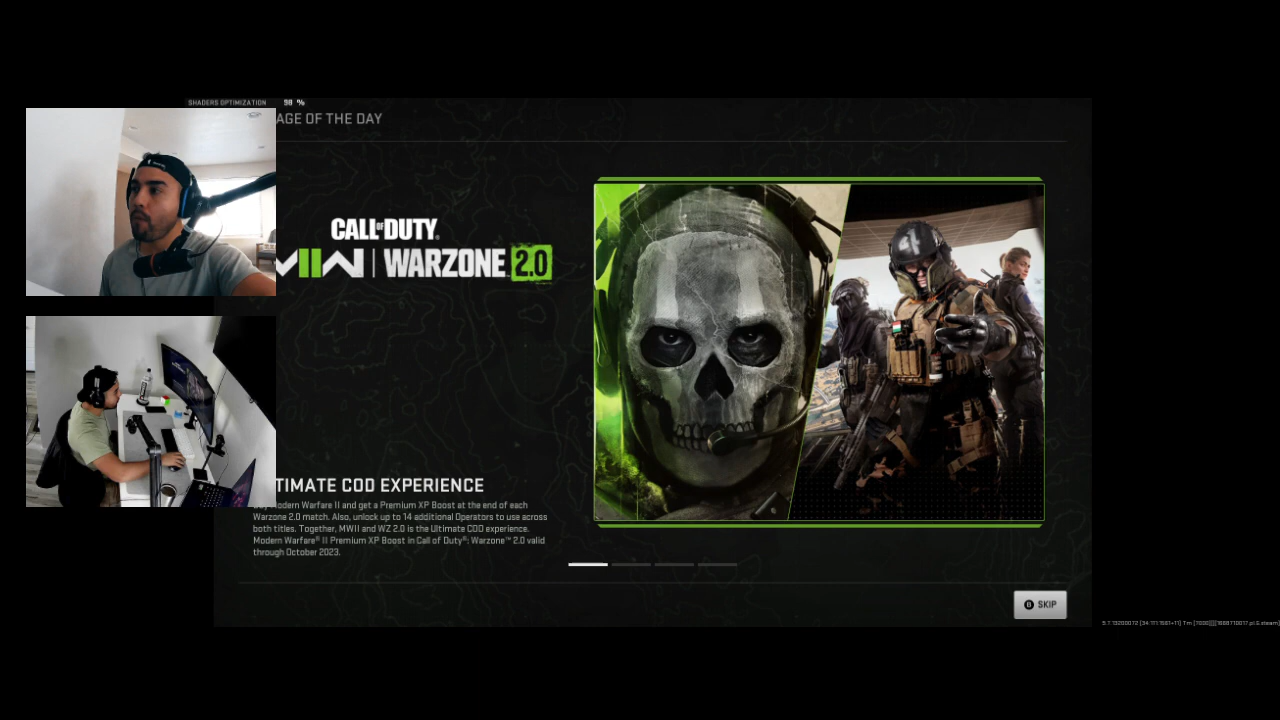 SHADERS OPTIMIZATION 98 %
AGE OF THE DAY
CALL OF DUTY®
MWII | WARZONE 2.0
TIMATE COD EXPERIENCE
Modern Warfare II and get a Premium XP Boost at the end of each
Warzone 2.0 match. Also, unlock up to 14 additional Operators to use across
both titles. Together, MWII and WZ 2.0 is the Ultimate COD experience.
Modern Warfare® II Premium XP Boost in Call of Duty®: Warzone™ 2.0 valid
through October 2023.
B SKIP